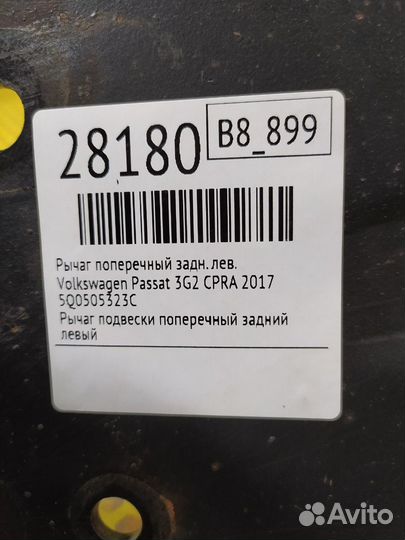 28180
B8_899
Рычаг поперечный задн. лев.
Volkswagen Passat 3G2 CPRA 2017
5Q0505323C
Рычаг подвески поперечный задний
левый
Avito